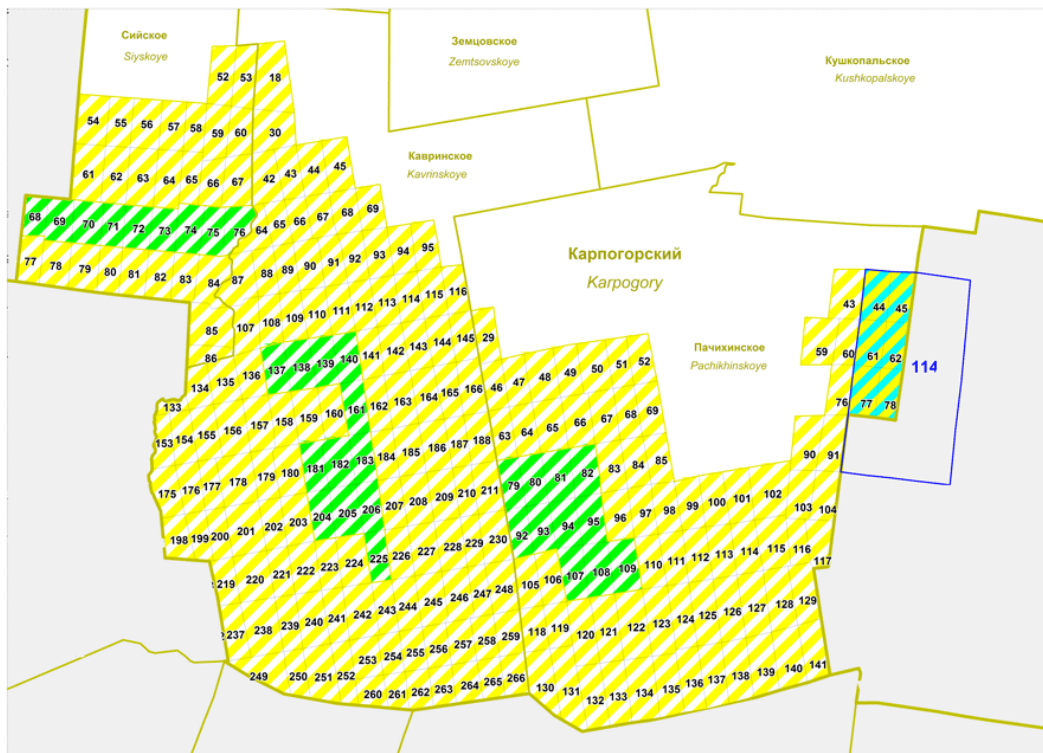 Сийское
Siyskoye
Земцовское
Zemtsovskoye
Кушкопальское
Kushkopalskoye
52 53 18
54 55 56 57 58 59 60 30
Кавринское
Kavrinskoye
61 62 63 64 65 66 67 42 43 44 45
68 69 70 71 72 73 74 75 76 64 65 66 67 68 69
Карпогорский
Karpogory
77 78 79 80 81 82 83 84 87 88 89 90 91 92 93 94 95
85 107 108 109 110 111 112 113 114 115 116
43 44 45
86 29
134 135 136 137 138 139 140 141 142 143 144 145
46 47 48 49 50 51 52
Пачихинское
Pachikhinskoye
59 60 61 62 114
133 153 154 155 156 157 158 159 160 161 162 163 164 165 166
63 64 65 66 67 68 69
76 77 78
175 176 177 178 179 180 181 182 183 184 185 186 187 188
79 80 81 82 83 84 85
90 91
198 199 200 201 202 203 204 205 206 207 208 209 210 211
92 93 94 95 96 97 98 99 100 101 102 103 104
219 220 221 222 223 224 225 226 227 228 229 230
105 106 107 108 109 110 111 112 113 114 115 116 117
237 238 239 240 241 242 243 244 245 246 247 248
118 119 120 121 122 123 124 125 126 127 128 129
249 250 251 252 253 254 255 256 257 258 259
260 261 262 263 264 265 266
130 131 132 133 134 135 136 137 138 139 140 141